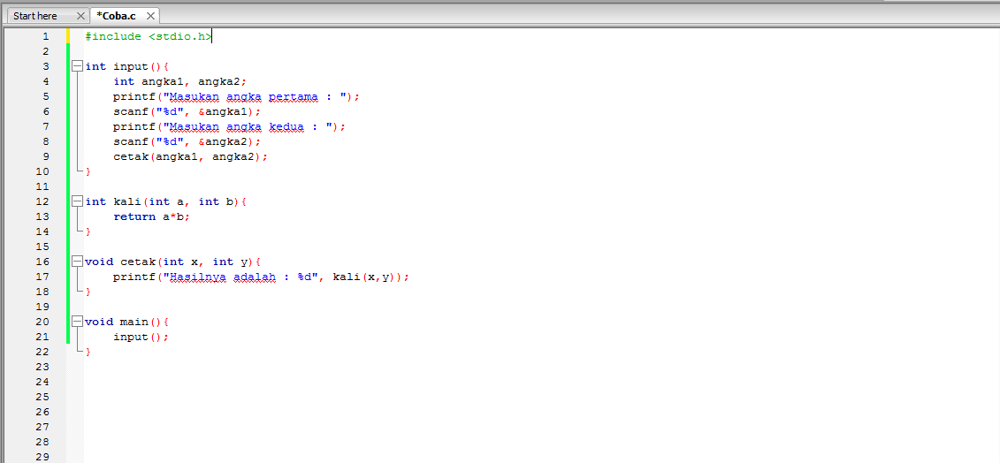 Start here
*Coba.c
1 #include <stdio.h>
2
3 int input(){
4 int angka1, angka2;
5 printf("Masukan angka pertama : ");
6 scanf("%d", &angka1);
7 printf("Masukan angka kedua : ");
8 scanf("%d", &angka2);
9 cetak(angka1, angka2);
10 }
11
12 int kali(int a, int b){
13 return a*b;
14 }
15
16 void cetak(int x, int y){
17 printf("Hasilnya adalah : %d", kali(x,y));
18 }
19
20 void main(){
21 input();
22 }
23
24
25
26
27
28
29